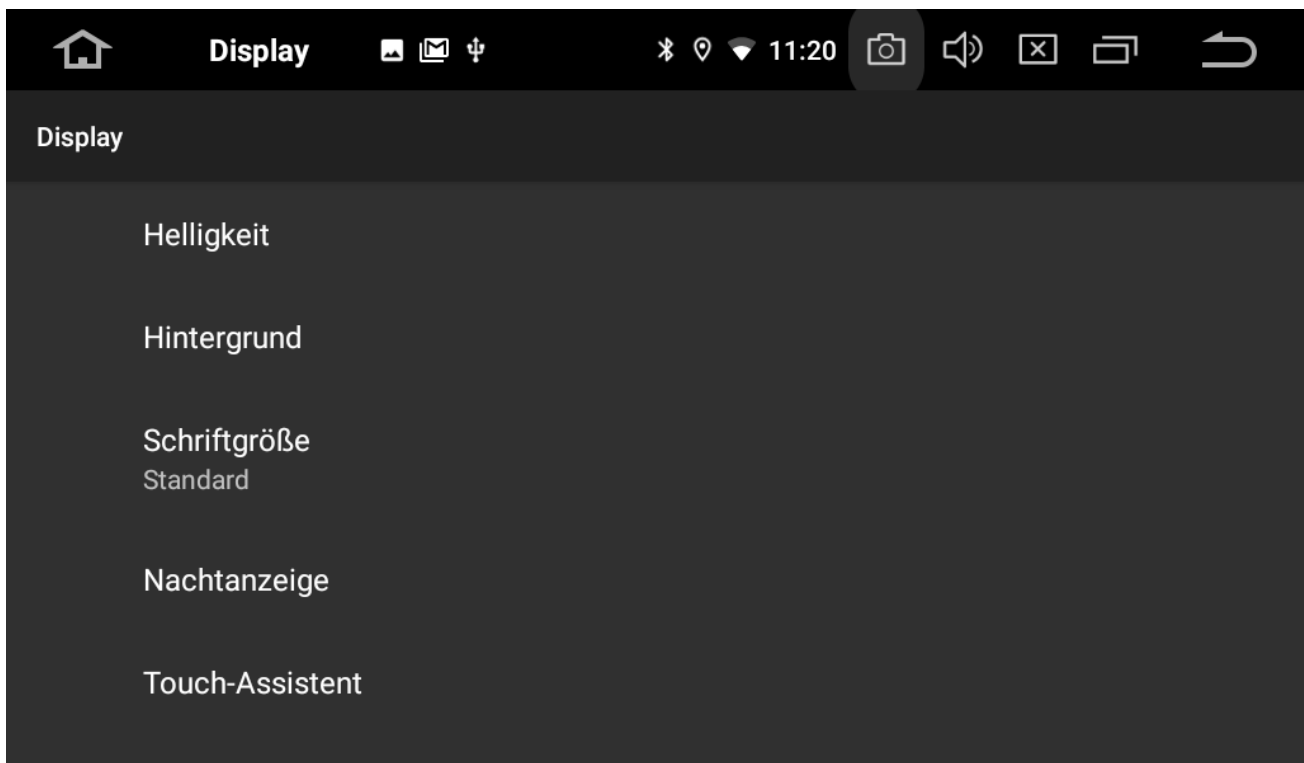 Display 11:20
Display
Helligkeit
Hintergrund
Schriftgröße
Standard
Nachtanzeige
Touch-Assistent